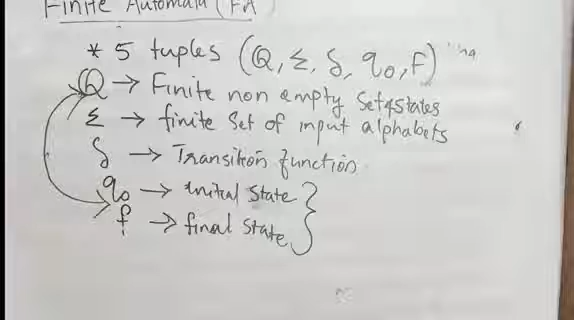 Finite Automata (FA)
* 5 tuples (Q, Σ, δ, q0, F)
Q → Finite non empty Set of States
Σ → finite Set of input alphabets
δ → Transition function
q0 → initial State }
f → final State